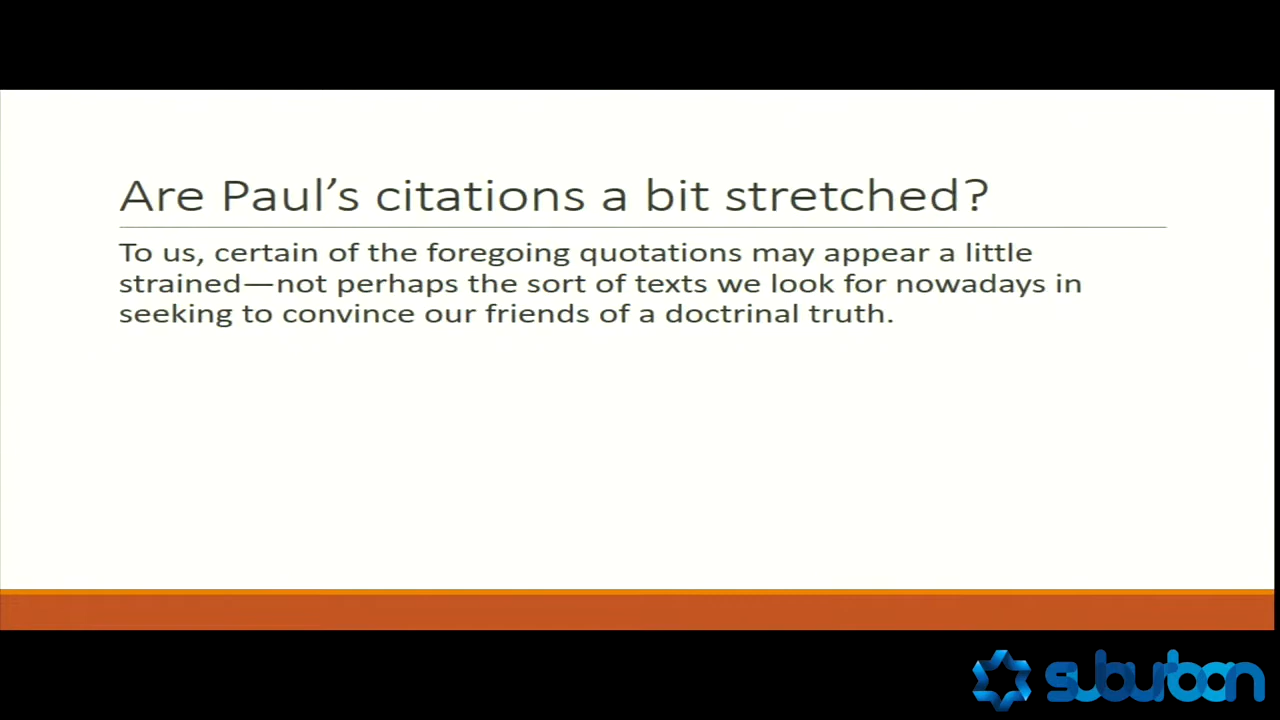 Are Paul’s citations a bit stretched?
To us, certain of the foregoing quotations may appear a little
strained—not perhaps the sort of texts we look for nowadays in
seeking to convince our friends of a doctrinal truth.
suburban